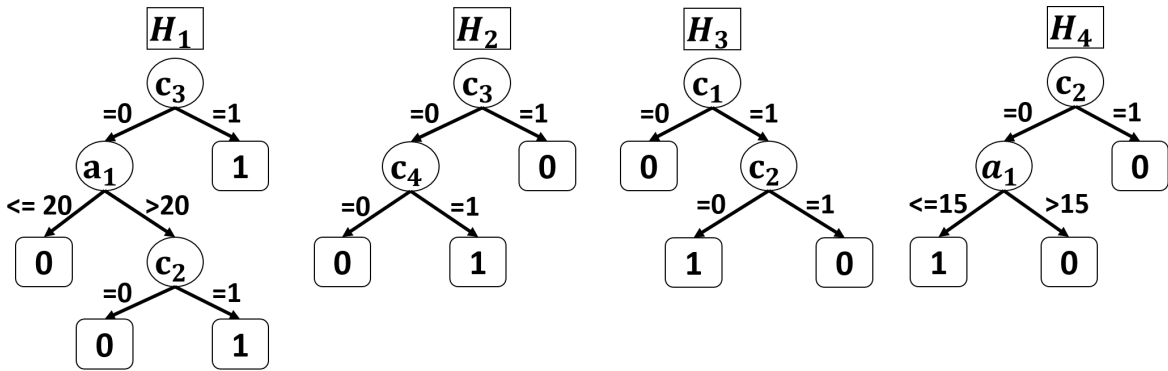 H₁ H₂ H₃ H₄
c₃ c₃ c₁ c₂
=0 =1 =0 =1 =0 =1 =0 =1
a₁ 1 c₄ 0 0 c₂ a₁ 0
<= 20 >20 =0 =1 =0 =1 <=15 >15
0 c₂ 0 1 1 0 1 0
=0 =1
0 1